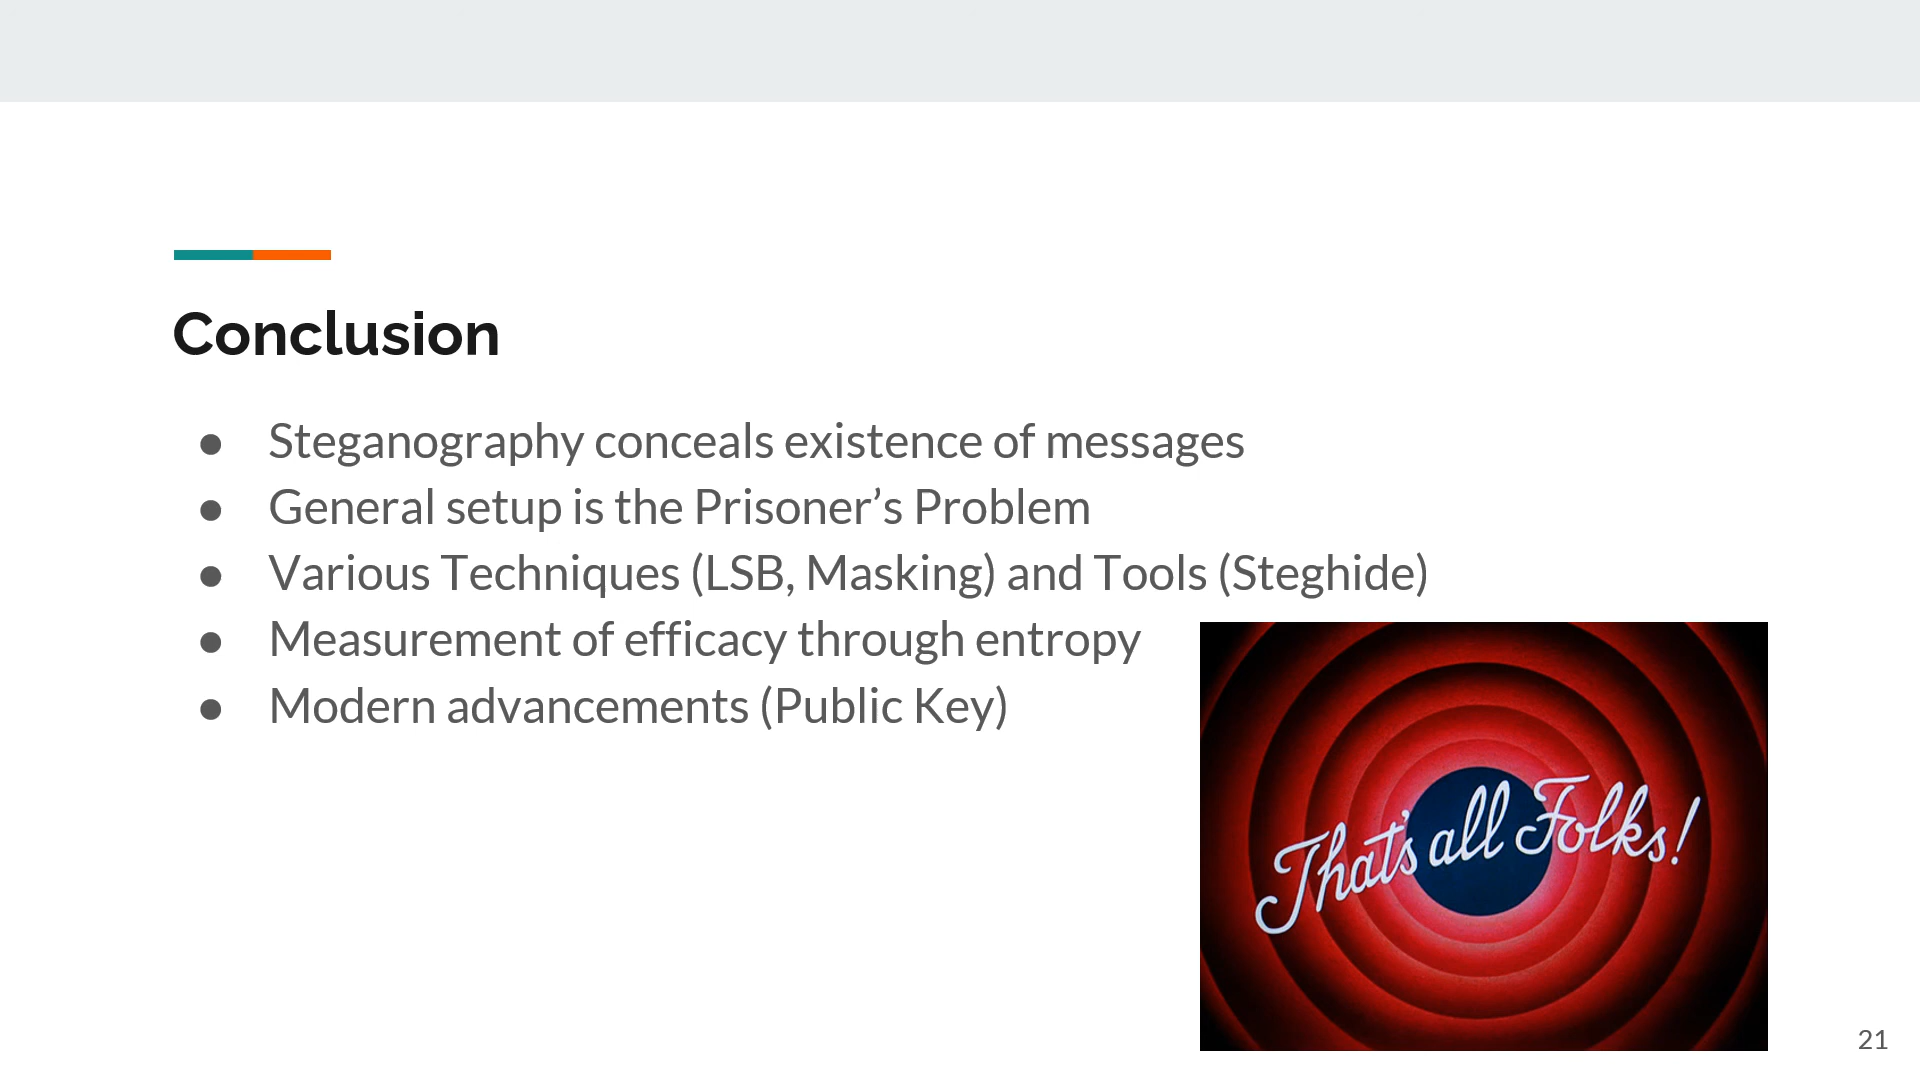 Conclusion
● Steganography conceals existence of messages
● General setup is the Prisoner’s Problem
● Various Techniques (LSB, Masking) and Tools (Steghide)
● Measurement of efficacy through entropy
● Modern advancements (Public Key)
That's all Folks!
21